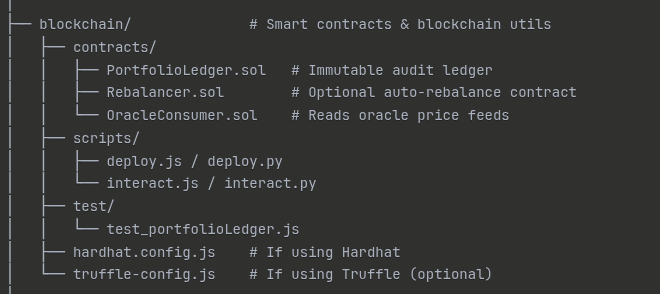 ├── blockchain/              # Smart contracts & blockchain utils
│   ├── contracts/
│   │   ├── PortfolioLedger.sol   # Immutable audit ledger
│   │   ├── Rebalancer.sol        # Optional auto-rebalance contract
│   │   └── OracleConsumer.sol    # Reads oracle price feeds
│   ├── scripts/
│   │   ├── deploy.js / deploy.py
│   │   └── interact.js / interact.py
│   ├── test/
│   │   └── test_portfolioLedger.js
│   ├── hardhat.config.js    # If using Hardhat
│   └── truffle-config.js    # If using Truffle (optional)